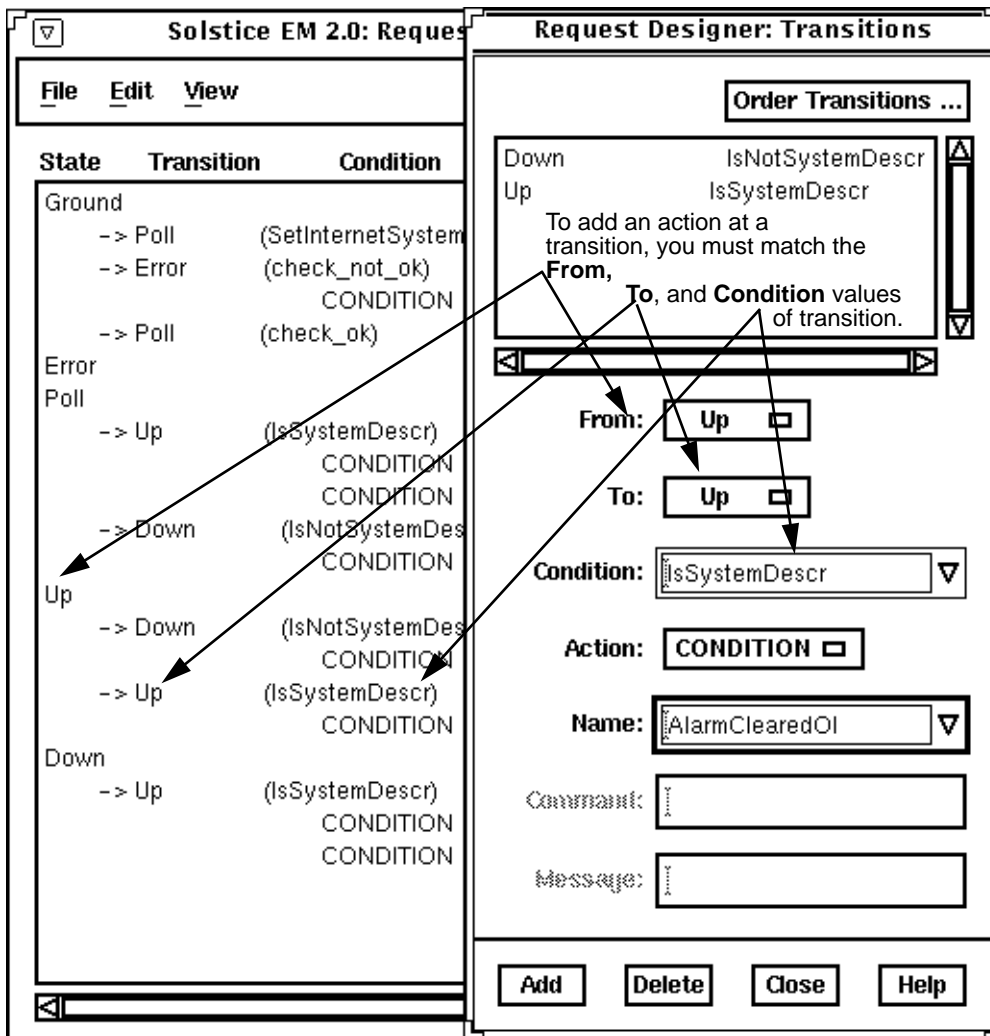 Solstice EM 2.0: Reques
File Edit View
State Transition Condition
Ground
-> Poll (SetInternetSystem
-> Error (check_not_ok)
CONDITION
-> Poll (check_ok)
Error
Poll
-> Up (IsSystemDescr)
CONDITION
CONDITION
-> Down (IsNotSystemDes
CONDITION
Up
-> Down (IsNotSystemDes
CONDITION
-> Up (IsSystemDescr)
CONDITION
Down
-> Up (IsSystemDescr)
CONDITION
CONDITION
Request Designer: Transitions
Order Transitions ...
Down IsNotSystemDescr
Up IsSystemDescr
To add an action at a
transition, you must match the
From,
To, and Condition values
of transition.
From: Up
To: Up
Condition: IsSystemDescr
Action: CONDITION
Name: AlarmClearedOI
Command:
Message:
Add Delete Close Help